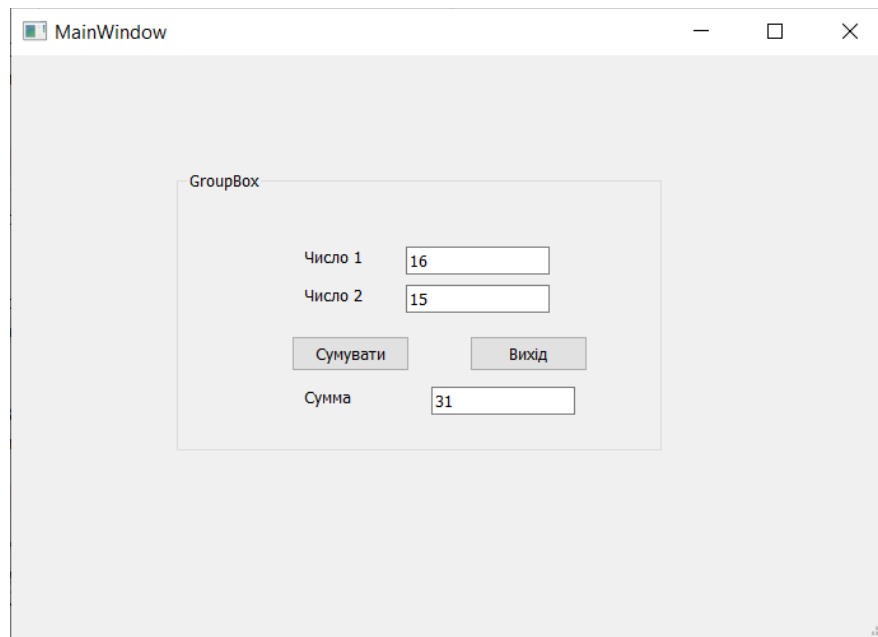 MainWindow
GroupBox
Число 1 16
Число 2 15
Сумувати Вихід
Сумма 31